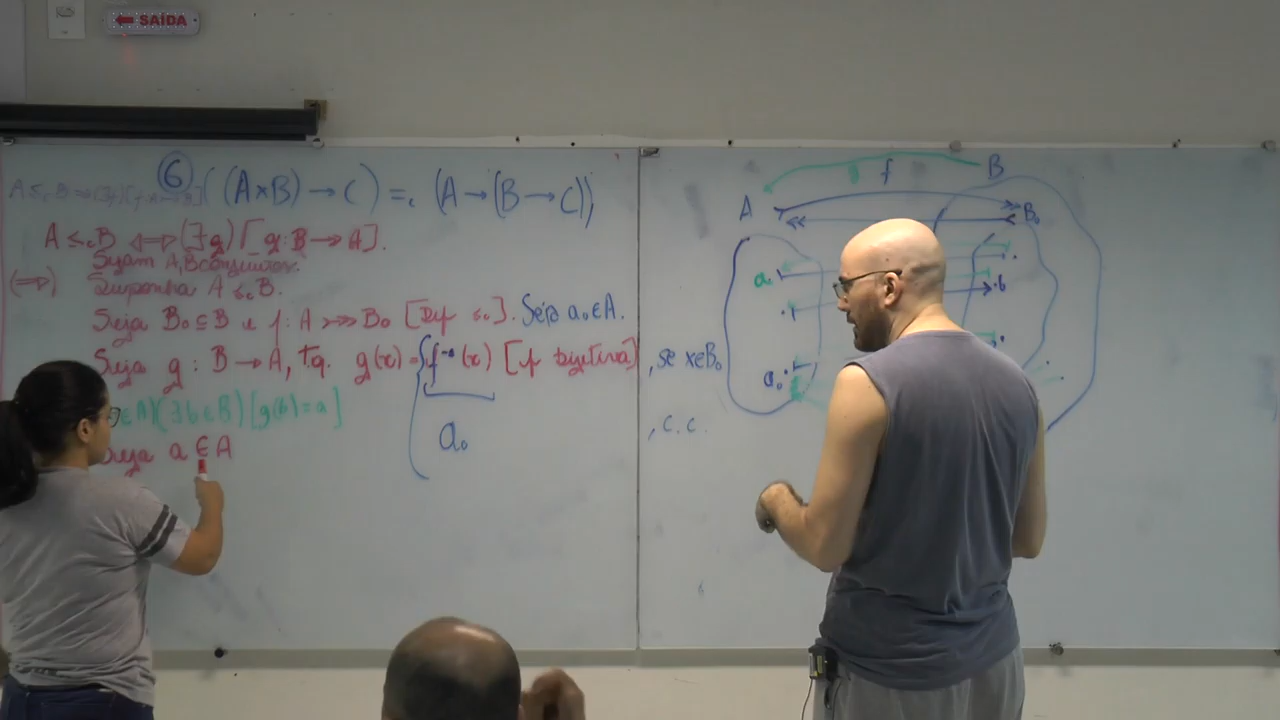 ← SAÍDA
⑥ ((A×B) → C) =c (A → (B → C))
A ≤c B ⟺ (∃g)[g: B ↠ A].
Sejam A, B conjuntos.
(⟹) Suponha A ≤c B.
Seja B₀ ⊆ B e f: A ⤖ B₀ [Def ≤c]. Seja a₀ ∈ A.
Seja g : B → A, t.q. g(x) = { f⁻¹(x) [f bijetiva] , se x∈B₀
a₀ , c.c.
∈A)(∃b∈B)[g(b)=a]
Seja a ∈ A
g f B
A B₀
a b
a₀